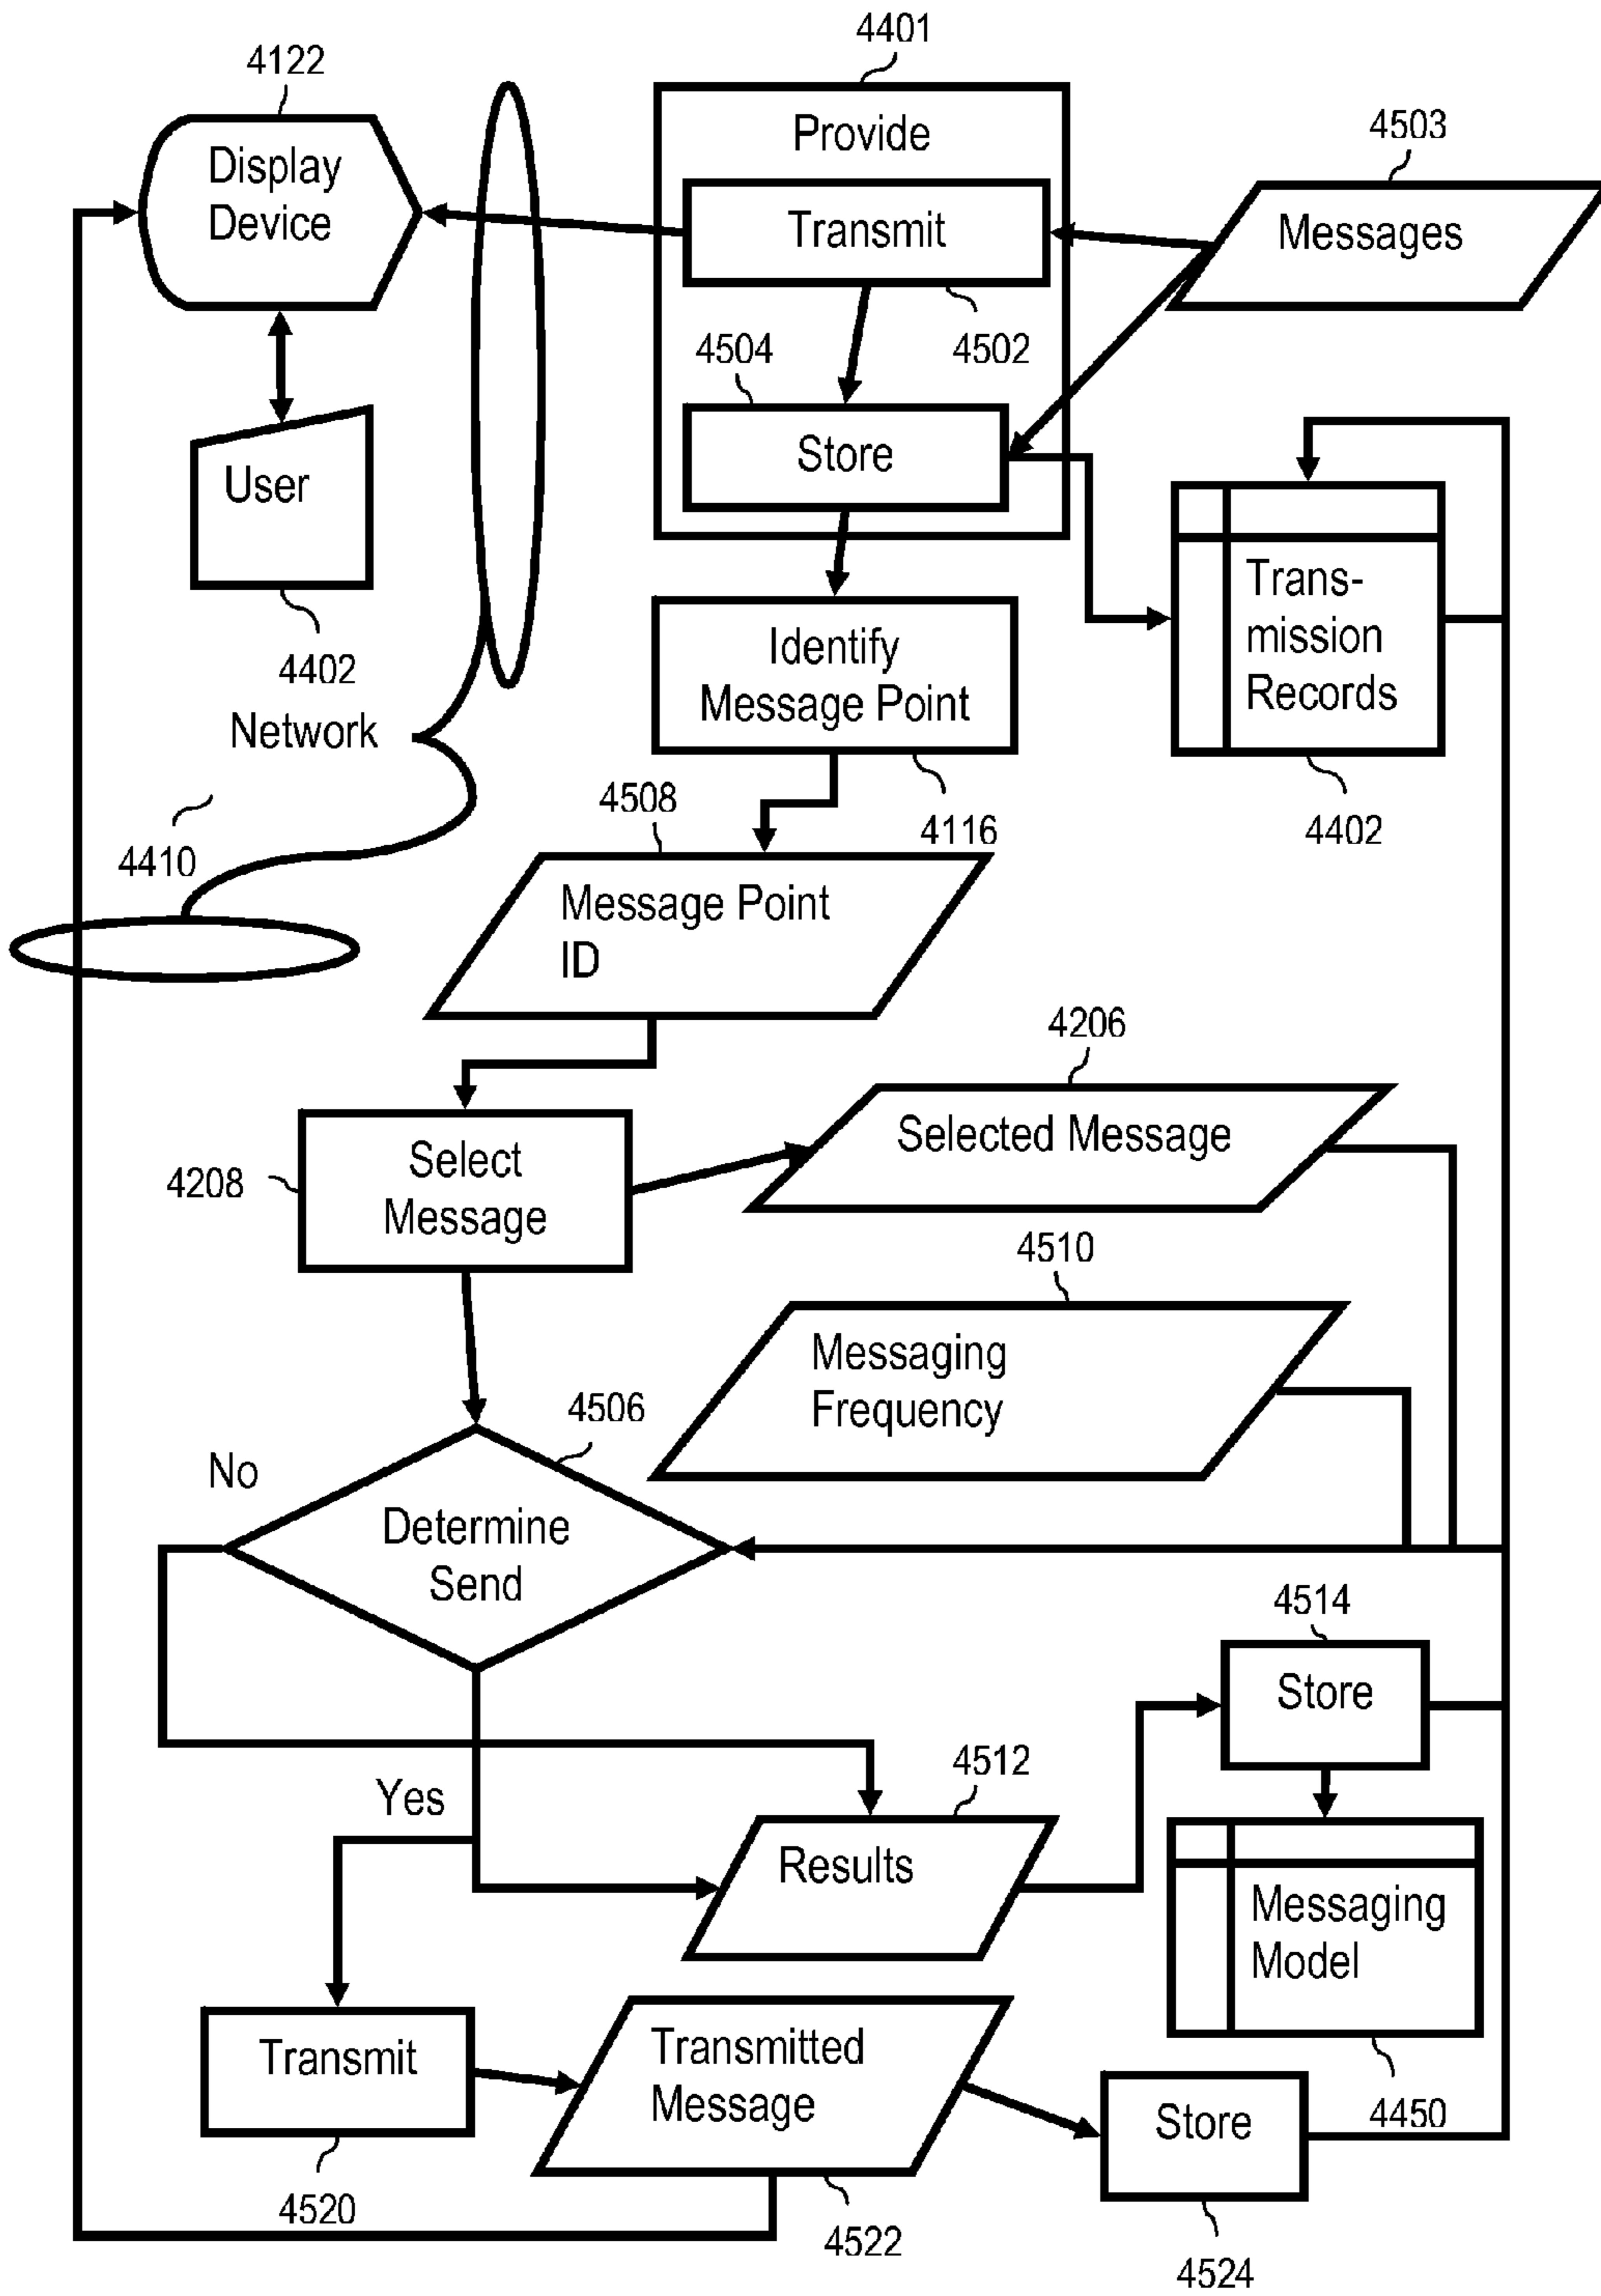 4401
4122
Provide
4503
Display
Device
Transmit
Messages
4504
4502
Store
User
Trans-
mission
Records
Identify
Message Point
4402
Network
4508
4116
4402
4410
Message Point
ID
4206
Selected Message
Select
Message
4208
4510
Messaging
Frequency
4506
No
Determine
Send
4514
Store
4512
Yes
Results
Messaging
Model
Transmit
Transmitted
Message
4450
Store
4520
4522
4524